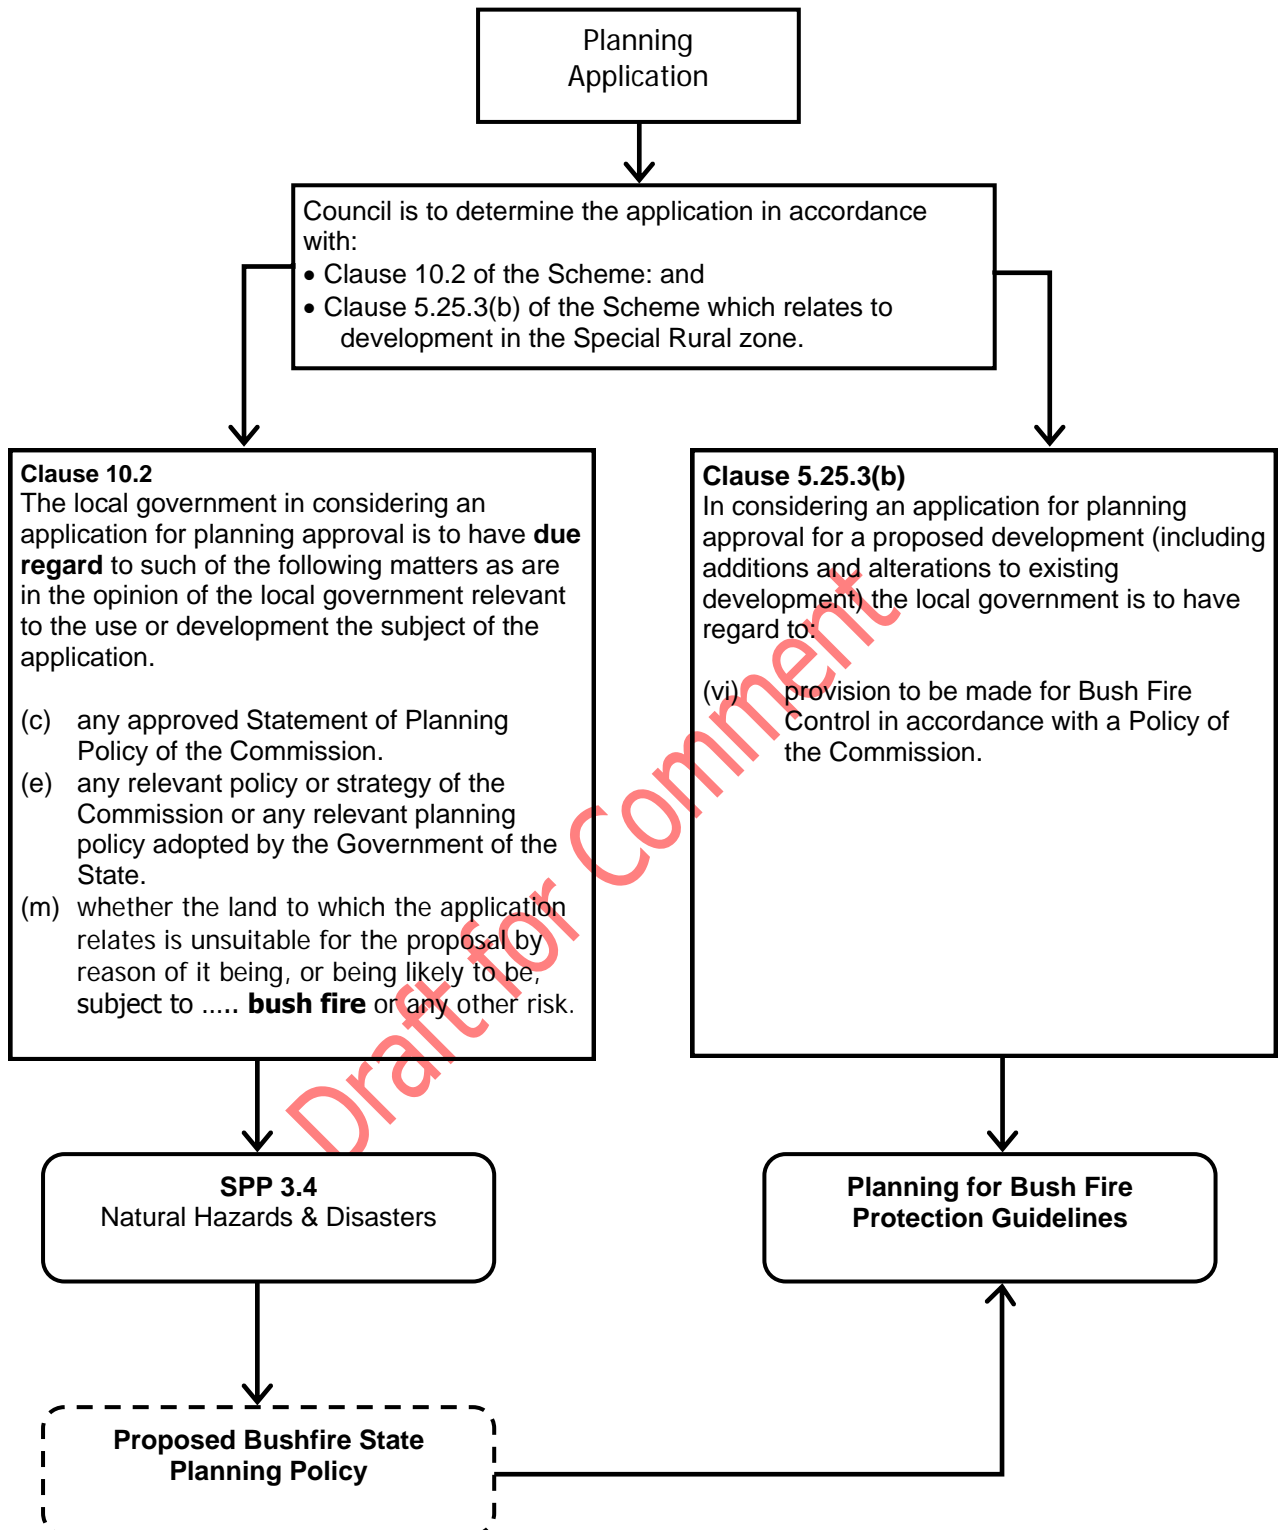 Planning
Application
Council is to determine the application in accordance
with:
• Clause 10.2 of the Scheme: and
• Clause 5.25.3(b) of the Scheme which relates to
development in the Special Rural zone.
Clause 10.2
The local government in considering an
application for planning approval is to have due
regard to such of the following matters as are
in the opinion of the local government relevant
to the use or development the subject of the
application.
(c) any approved Statement of Planning
Policy of the Commission.
(e) any relevant policy or strategy of the
Commission or any relevant planning
policy adopted by the Government of the
State.
(m) whether the land to which the application
relates is unsuitable for the proposal by
reason of it being, or being likely to be,
subject to ..... bush fire or any other risk.
Clause 5.25.3(b)
In considering an application for planning
approval for a proposed development (including
additions and alterations to existing
development) the local government is to have
regard to:
(vi) provision to be made for Bush Fire
Control in accordance with a Policy of
the Commission.
Draft for Comment
SPP 3.4
Natural Hazards & Disasters
Planning for Bush Fire
Protection Guidelines
Proposed Bushfire State
Planning Policy